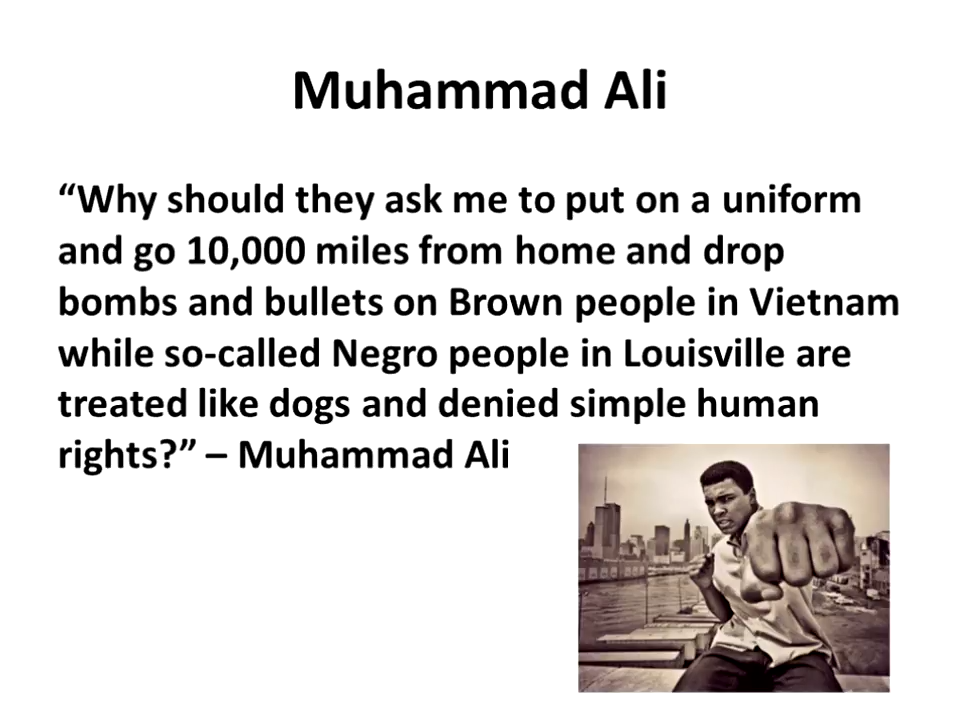 Muhammad Ali
“Why should they ask me to put on a uniform
and go 10,000 miles from home and drop
bombs and bullets on Brown people in Vietnam
while so-called Negro people in Louisville are
treated like dogs and denied simple human
rights?” – Muhammad Ali